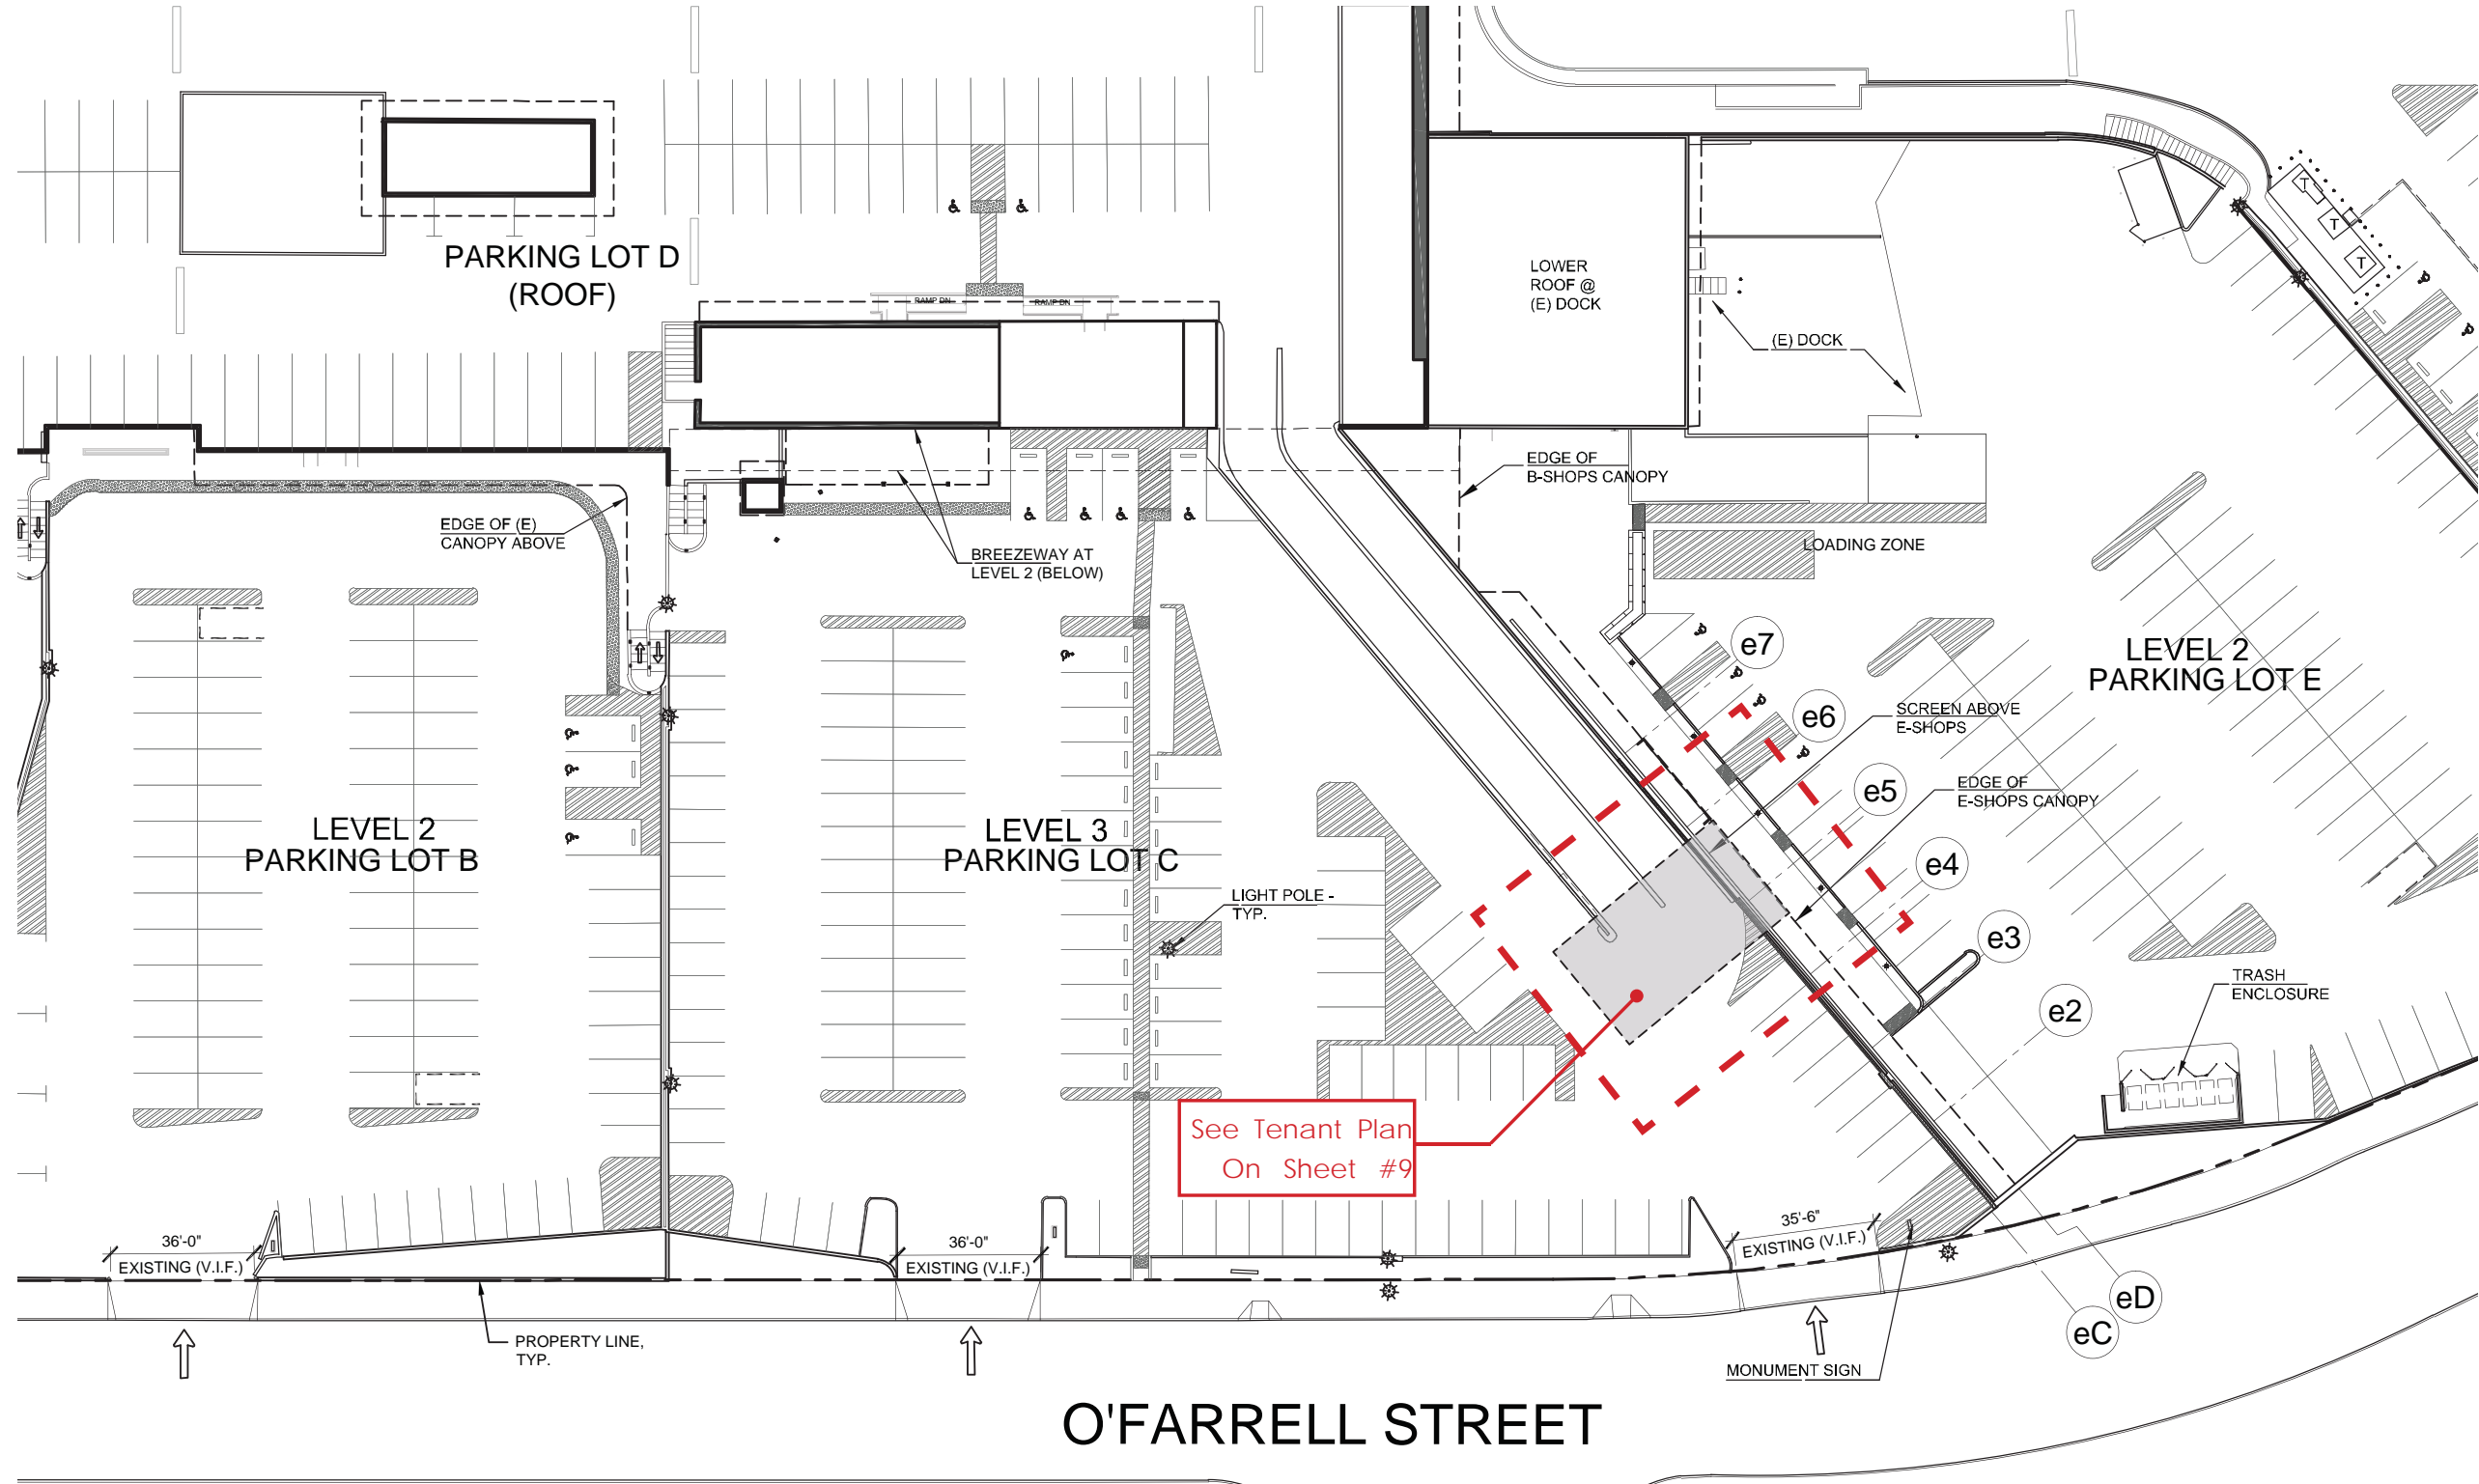 PARKING LOT D
(ROOF)
RAMP DN
RAMP DN
LOWER
ROOF @
(E) DOCK
(E) DOCK
T
T
T
EDGE OF (E)
CANOPY ABOVE
BREEZEWAY AT
LEVEL 2 (BELOW)
EDGE OF
B-SHOPS CANOPY
LOADING ZONE
e7
e6
e5
e4
e3
e2
SCREEN ABOVE
E-SHOPS
EDGE OF
E-SHOPS CANOPY
LEVEL 2
PARKING LOT E
LEVEL 2
PARKING LOT B
LEVEL 3
PARKING LOT C
LIGHT POLE -
TYP.
TRASH
ENCLOSURE
See Tenant Plan
On Sheet #9
36'-0"
EXISTING (V.I.F.)
36'-0"
EXISTING (V.I.F.)
35'-6"
EXISTING (V.I.F.)
eD
eC
PROPERTY LINE,
TYP.
MONUMENT SIGN
O'FARRELL STREET